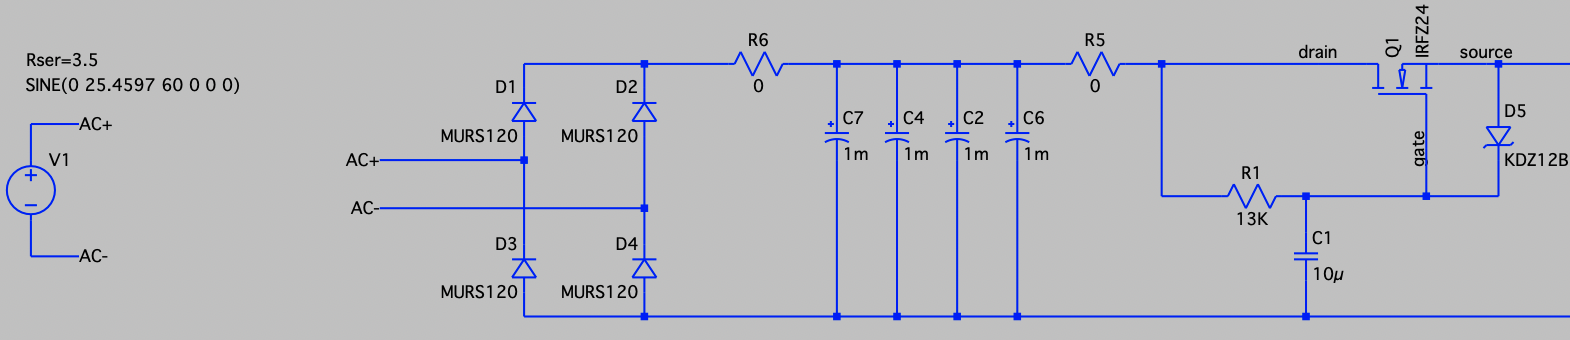 Rser=3.5
SINE(0 25.4597 60 0 0 0)
AC+
V1
AC-
AC+
AC-
D1
MURS120
D2
MURS120
D3
MURS120
D4
MURS120
R6
0
C7
1m
C4
1m
C2
1m
C6
1m
R5
0
drain
Q1
IRFZ24
source
gate
D5
KDZ12B
R1
13K
C1
10µ